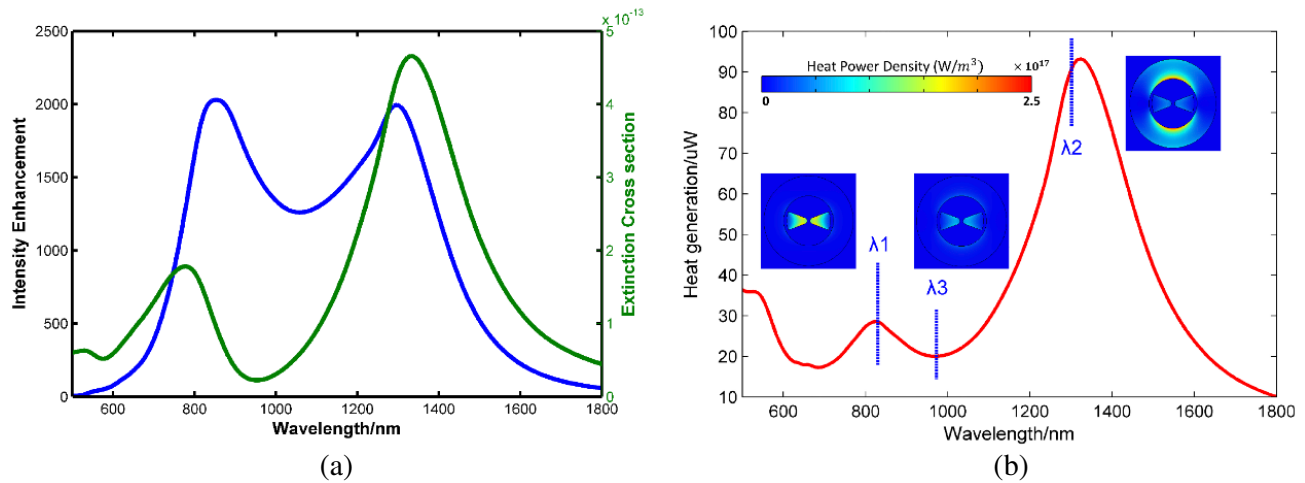 x 10⁻¹³
2500
2000
1500
1000
500
0
Intensity Enhancement
5
4
3
2
1
0
Extinction Cross section
600 800 1000 1200 1400 1600 1800
Wavelength/nm
(a)
100
90
80
70
60
50
40
30
20
10
Heat generation/uW
Heat Power Density (W/m³) × 10¹⁷
0 2.5
λ1
λ3
λ2
600 800 1000 1200 1400 1600 1800
Wavelength/nm
(b)